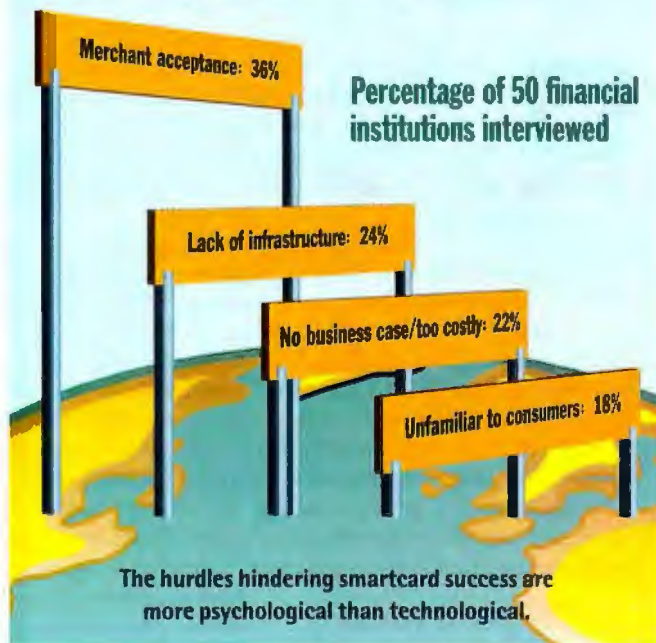 Merchant acceptance: 36%
Percentage of 50 financial
institutions interviewed
Lack of infrastructure: 24%
No business case/too costly: 22%
Unfamiliar to consumers: 18%
The hurdles hindering smartcard success are
more psychological than technological.